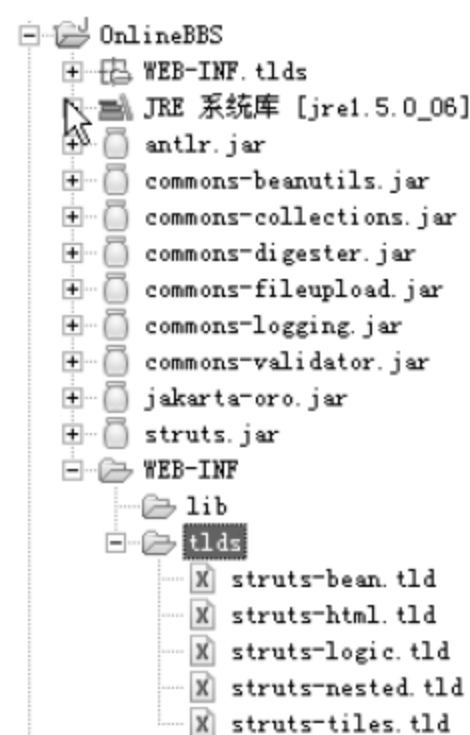 OnlineBBS
WEB-INF.tlds
JRE 系统库 [jre1.5.0_06]
antlr.jar
commons-beanutils.jar
commons-collections.jar
commons-digester.jar
commons-fileupload.jar
commons-logging.jar
commons-validator.jar
jakarta-oro.jar
struts.jar
WEB-INF
lib
tlds
struts-bean.tld
struts-html.tld
struts-logic.tld
struts-nested.tld
struts-tiles.tld